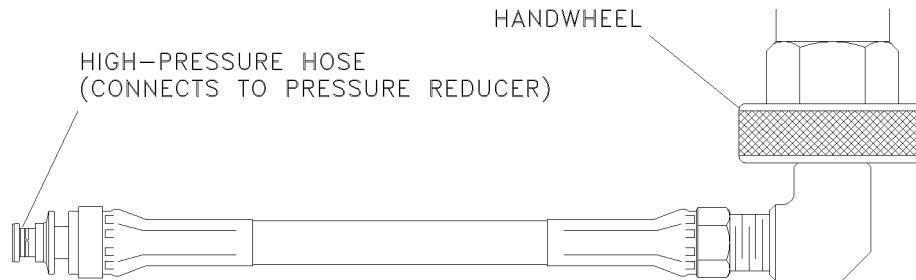 HANDWHEEL
HIGH-PRESSURE HOSE
(CONNECTS TO PRESSURE REDUCER)